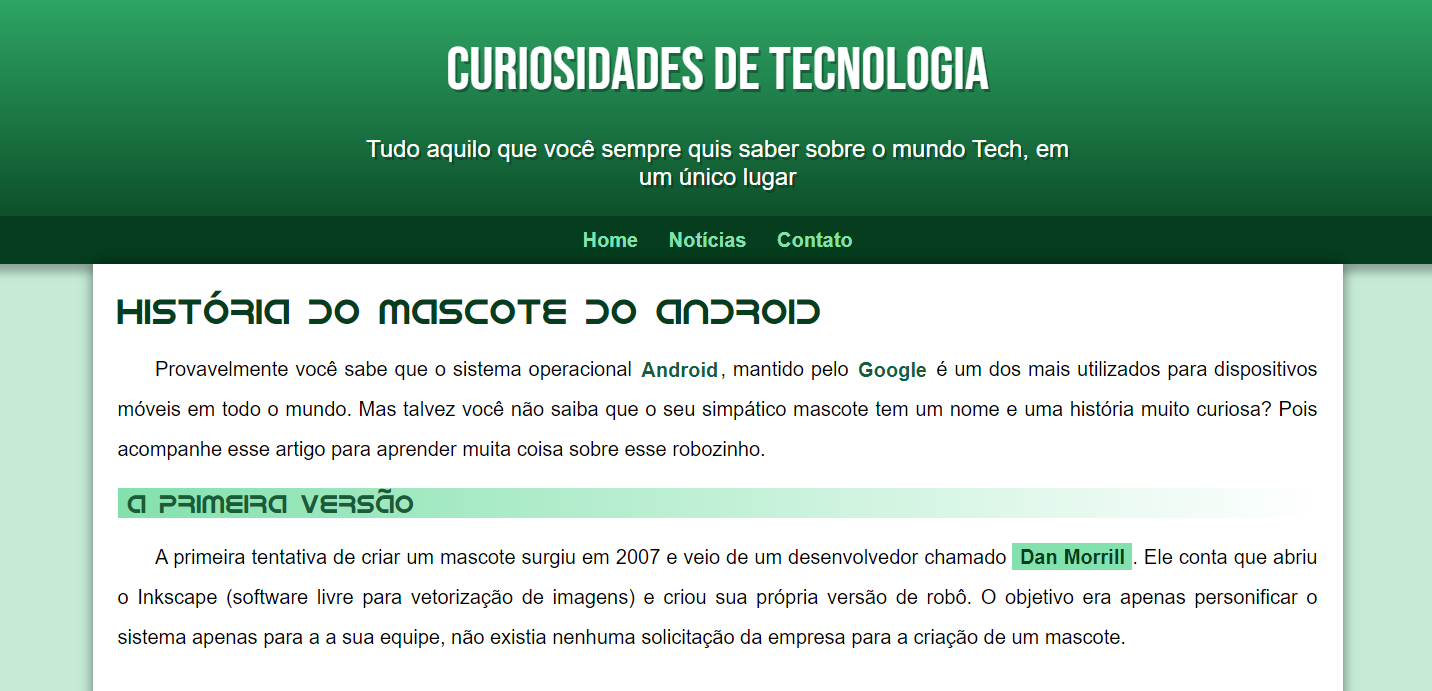 CURIOSIDADES DE TECNOLOGIA
Tudo aquilo que você sempre quis saber sobre o mundo Tech, em
um único lugar
Home Notícias Contato
HISTÓRIA DO MASCOTE DO ANDROID
Provavelmente você sabe que o sistema operacional Android, mantido pelo Google é um dos mais utilizados para dispositivos
móveis em todo o mundo. Mas talvez você não saiba que o seu simpático mascote tem um nome e uma história muito curiosa? Pois
acompanhe esse artigo para aprender muita coisa sobre esse robozinho.
A PRIMEIRA VERSÃO
A primeira tentativa de criar um mascote surgiu em 2007 e veio de um desenvolvedor chamado Dan Morrill. Ele conta que abriu
o Inkscape (software livre para vetorização de imagens) e criou sua própria versão de robô. O objetivo era apenas personificar o
sistema apenas para a a sua equipe, não existia nenhuma solicitação da empresa para a criação de um mascote.